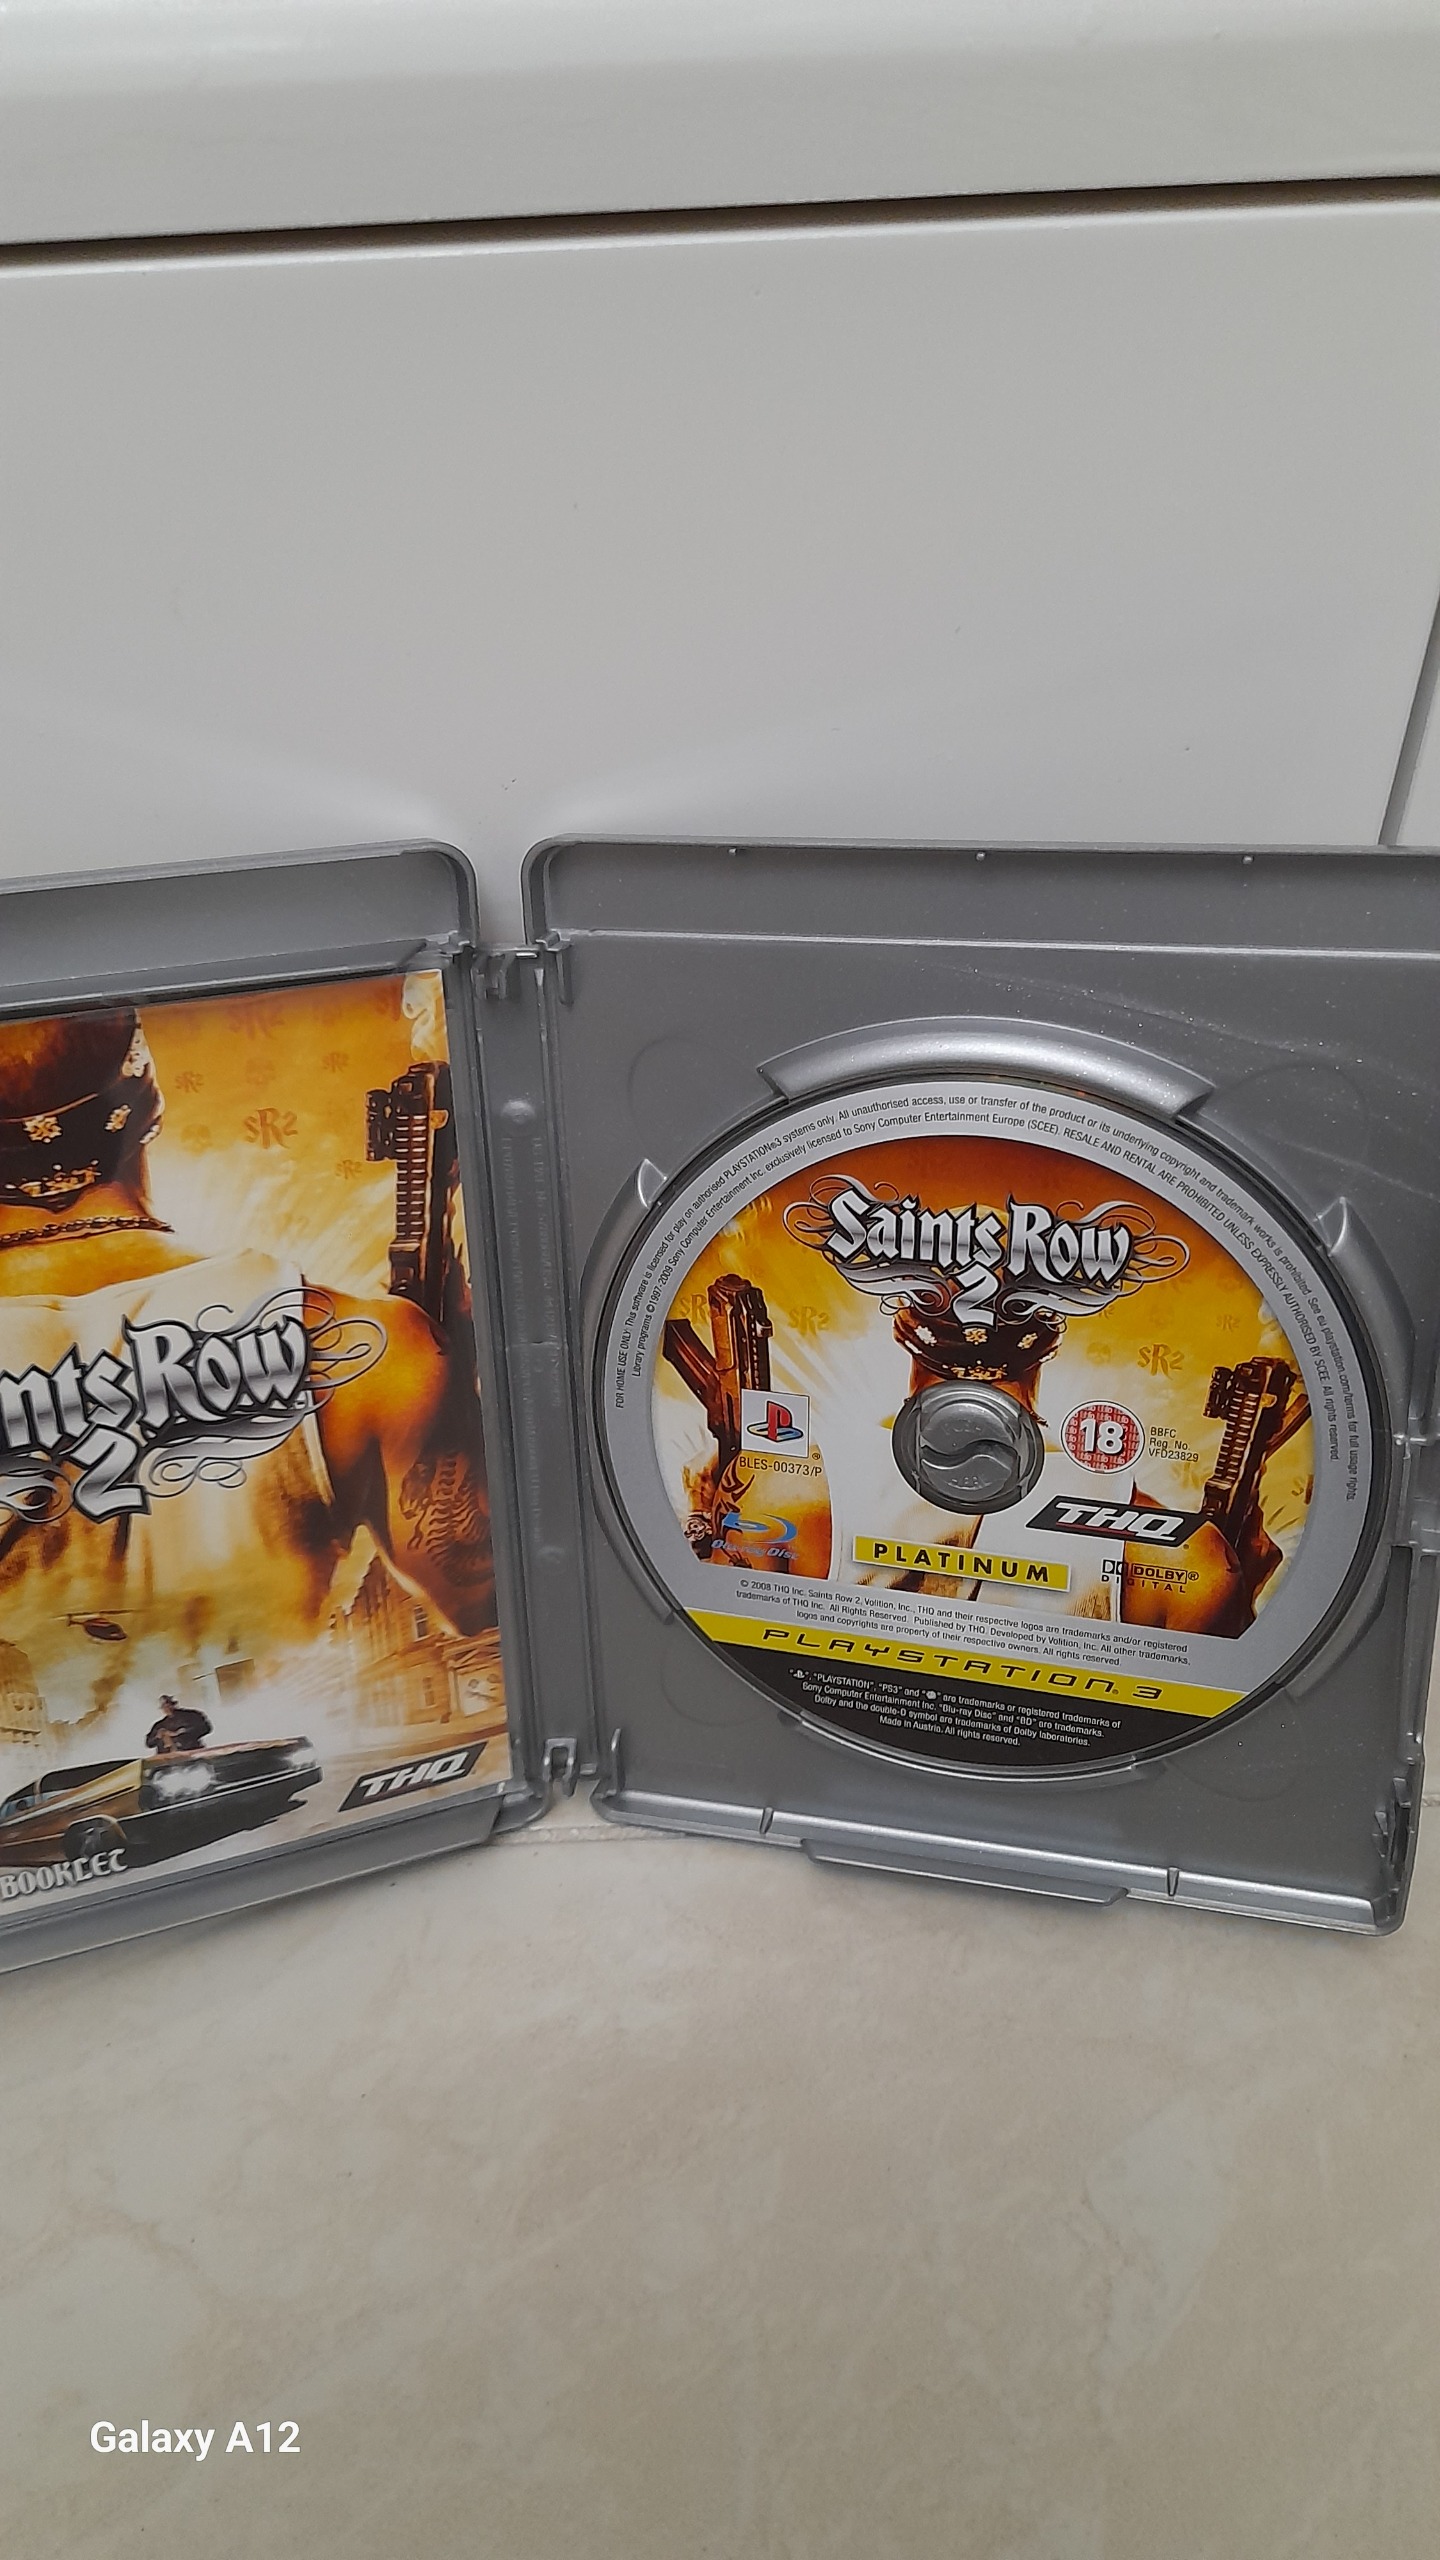 SR2
SR2
SR2
SR2
ints Row
2
THQ
BOOKLET
FOR HOME USE ONLY: This software is licensed for play on authorised PLAYSTATION®3 systems only. All unauthorised access, use or transfer of the product or its underlying copyright and trademark works is prohibited. See eu.playstation.com/terms for full usage rights.
Library programs ©1997-2009 Sony Computer Entertainment Inc. exclusively licensed to Sony Computer Entertainment Europe (SCEE). RESALE AND RENTAL ARE PROHIBITED UNLESS EXPRESSLY AUTHORISED BY SCEE. All rights reserved.
Saints Row
2
SR2
SR2
SR2
SR2
BLES-00373/P
18
BBFC
Reg. No.
VFD23829
THQ
Blu-ray Disc
PLATINUM
DOLBY®
DIGITAL
© 2008 THQ Inc. Saints Row 2, Volition, Inc., THQ and their respective logos are trademarks and/or registered
trademarks of THQ Inc. All Rights Reserved. Published by THQ. Developed by Volition, Inc. All other trademarks,
logos and copyrights are property of their respective owners. All rights reserved.
PLAYSTATION® 3
" ", "PLAYSTATION", "PS3" and " " are trademarks or registered trademarks of
Sony Computer Entertainment Inc. "Blu-ray Disc" and "BD" are trademarks.
Dolby and the double-D symbol are trademarks of Dolby laboratories.
Made in Austria. All rights reserved.
Galaxy A12